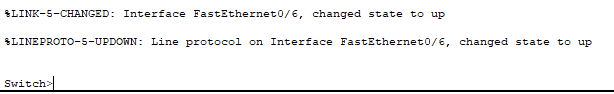 %LINK-5-CHANGED: Interface FastEthernet0/6, changed state to up
%LINEPROTO-5-UPDOWN: Line protocol on Interface FastEthernet0/6, changed state to up
Switch>